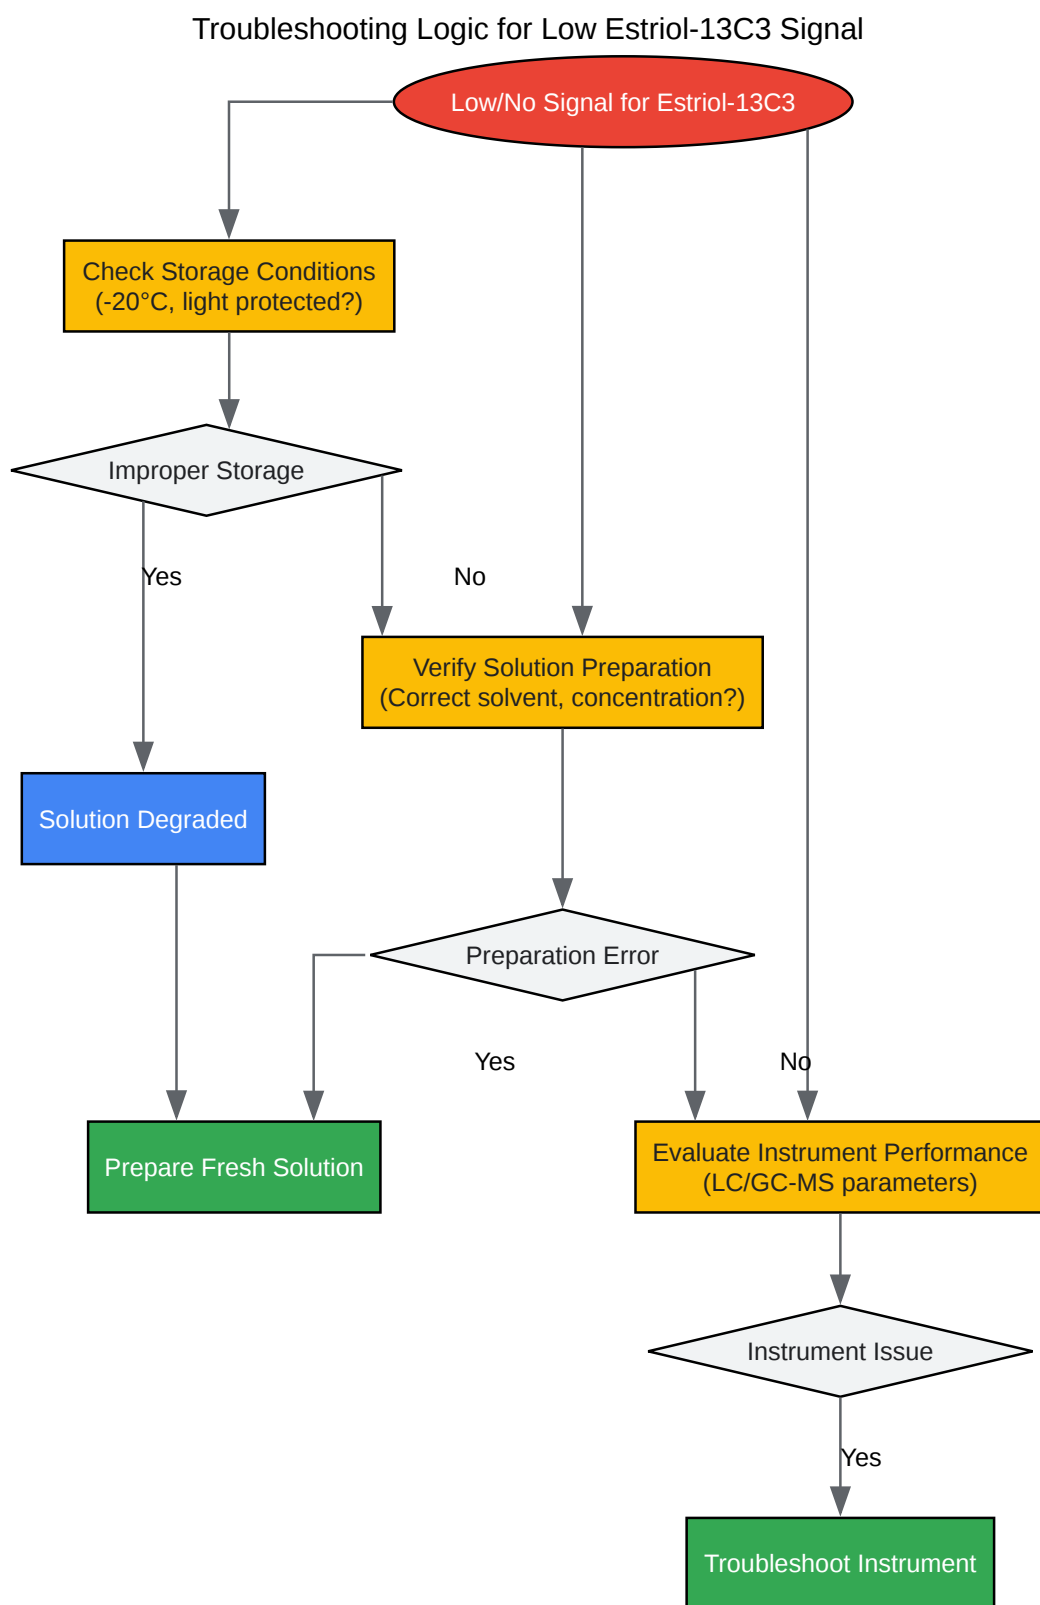 Troubleshooting Logic for Low Estriol-13C3 Signal
Low/No Signal for Estriol-13C3
Check Storage Conditions
(-20°C, light protected?)
Improper Storage
Yes
No
Verify Solution Preparation
(Correct solvent, concentration?)
Solution Degraded
Preparation Error
Yes
No
Prepare Fresh Solution
Evaluate Instrument Performance
(LC/GC-MS parameters)
Instrument Issue
Yes
Troubleshoot Instrument